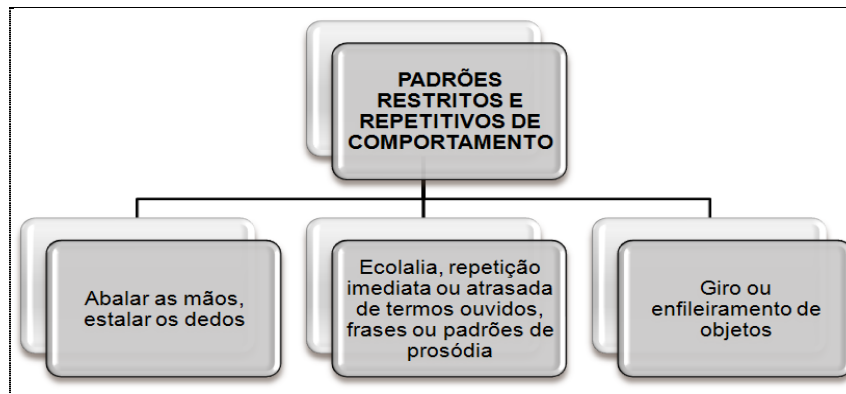 PADRÕES
RESTRITOS E
REPETITIVOS DE
COMPORTAMENTO
Abalar as mãos,
estalar os dedos
Ecolalia, repetição
imediata ou atrasada
de termos ouvidos,
frases ou padrões de
prosódia
Giro ou
enfileiramento de
objetos